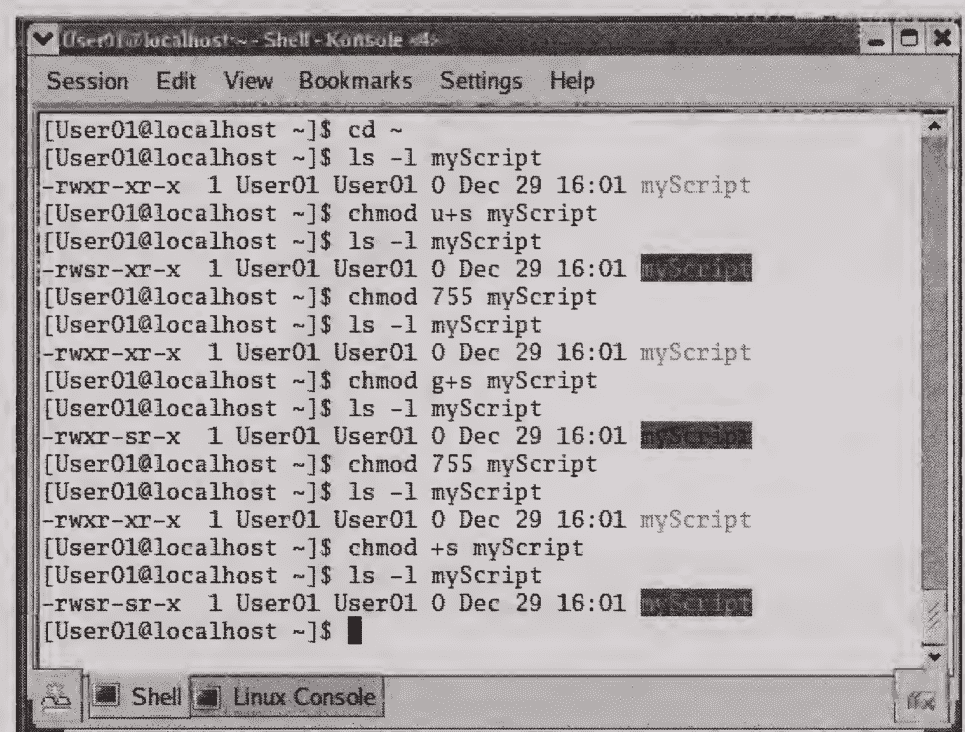 User01@localhost:~ - Shell - Konsole <4>
Session Edit View Bookmarks Settings Help
[User01@localhost ~]$ cd ~
[User01@localhost ~]$ ls -l myScript
-rwxr-xr-x 1 User01 User01 0 Dec 29 16:01 myScript
[User01@localhost ~]$ chmod u+s myScript
[User01@localhost ~]$ ls -l myScript
-rwsr-xr-x 1 User01 User01 0 Dec 29 16:01 myScript
[User01@localhost ~]$ chmod 755 myScript
[User01@localhost ~]$ ls -l myScript
-rwxr-xr-x 1 User01 User01 0 Dec 29 16:01 myScript
[User01@localhost ~]$ chmod g+s myScript
[User01@localhost ~]$ ls -l myScript
-rwxr-sr-x 1 User01 User01 0 Dec 29 16:01 myScript
[User01@localhost ~]$ chmod 755 myScript
[User01@localhost ~]$ ls -l myScript
-rwxr-xr-x 1 User01 User01 0 Dec 29 16:01 myScript
[User01@localhost ~]$ chmod +s myScript
[User01@localhost ~]$ ls -l myScript
-rwsr-sr-x 1 User01 User01 0 Dec 29 16:01 myScript
[User01@localhost ~]$
Shell Linux Console